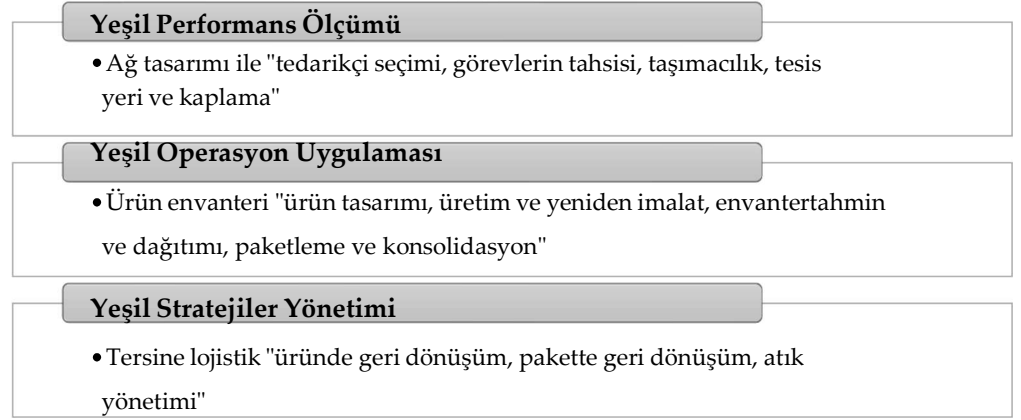 Yeşil Performans Ölçümü
•Ağ tasarımı ile "tedarikçi seçimi, görevlerin tahsisi, taşımacılık, tesis
yeri ve kaplama"
Yeşil Operasyon Uygulaması
•Ürün envanteri "ürün tasarımı, üretim ve yeniden imalat, envantertahmin
ve dağıtımı, paketleme ve konsolidasyon"
Yeşil Stratejiler Yönetimi
•Tersine lojistik "üründe geri dönüşüm, pakette geri dönüşüm, atık
yönetimi"